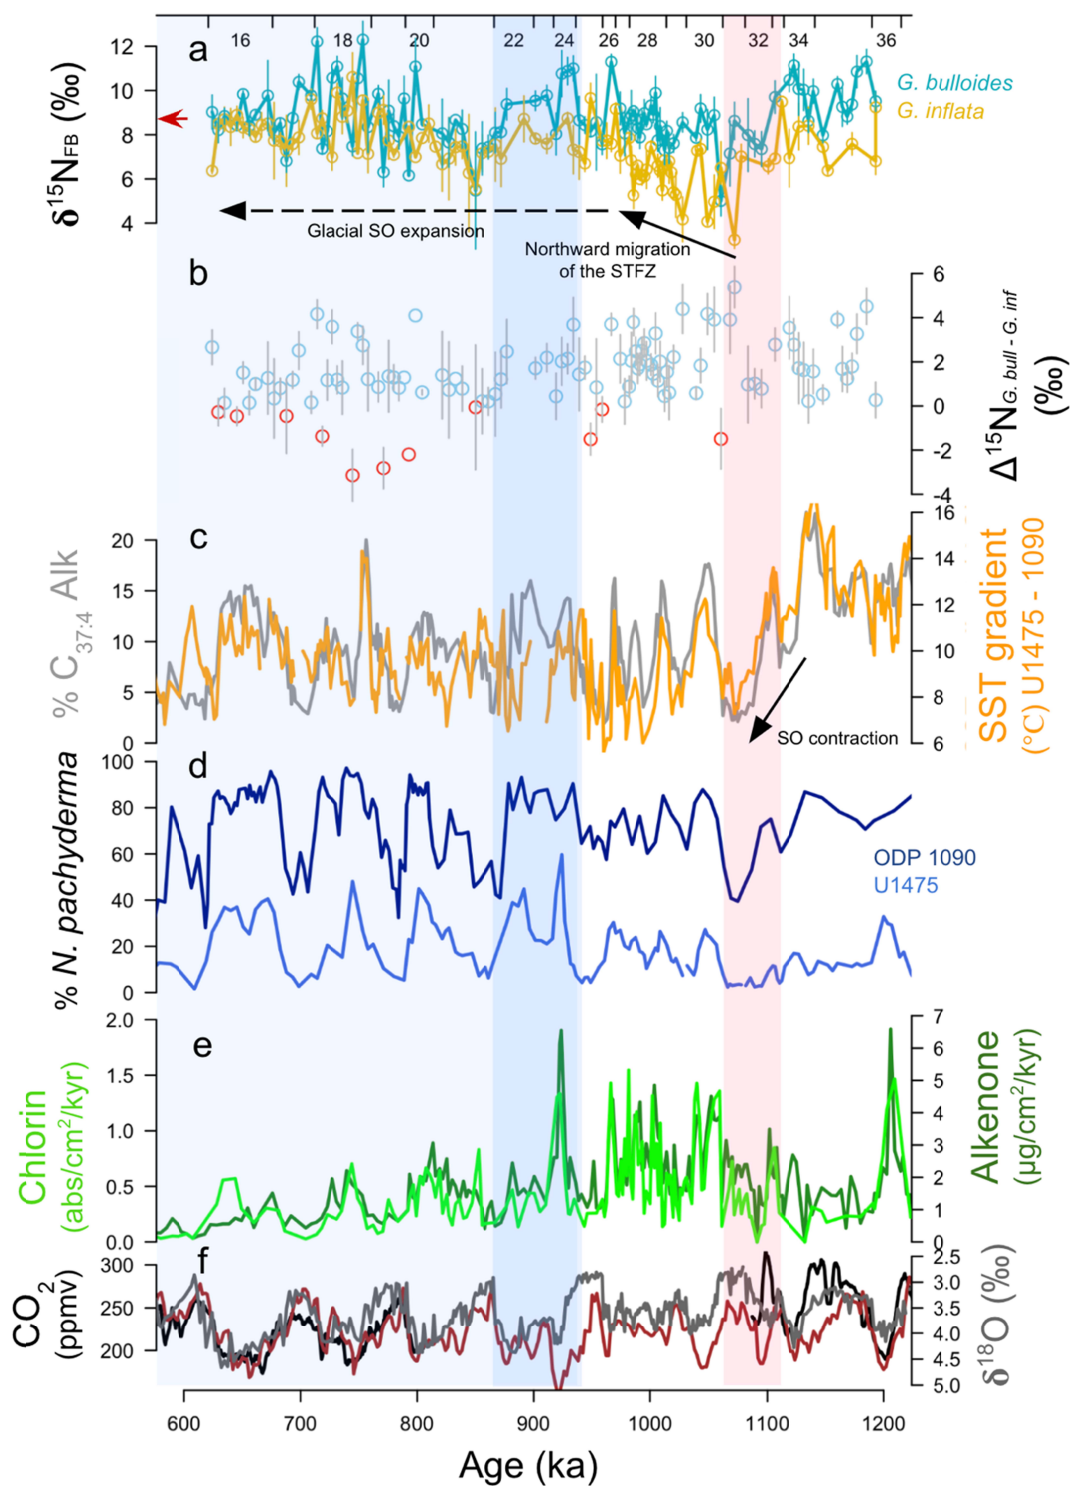 16 18 20 22 24 26 28 30 32 34 36
a
12
10
8
6
4
δ15NFB (‰)
G. bulloides
G. inflata
Glacial SO expansion
Northward migration
of the STFZ
b
6
4
2
0
-2
-4
Δ15NG. bull - G. inf
(‰)
c
20
15
10
5
0
% C37:4 Alk
16
14
12
10
8
6
SST gradient
(°C) U1475 - 1090
SO contraction
d
100
80
60
40
20
0
% N. pachyderma
ODP 1090
U1475
e
2.0
1.5
1.0
0.5
0.0
Chlorin
(abs/cm2/kyr)
7
6
5
4
3
2
1
0
Alkenone
(µg/cm2/kyr)
f
300
250
200
CO2
(ppmv)
2.5
3.0
3.5
4.0
4.5
5.0
δ18O (‰)
600 700 800 900 1000 1100 1200
Age (ka)